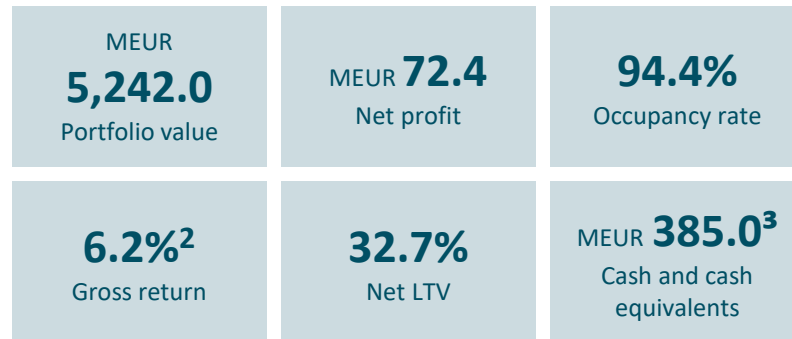 MEUR
5,242.0
Portfolio value
MEUR 72.4
Net profit
94.4%
Occupancy rate
6.2%²
Gross return
32.7%
Net LTV
MEUR 385.0³
Cash and cash
equivalents